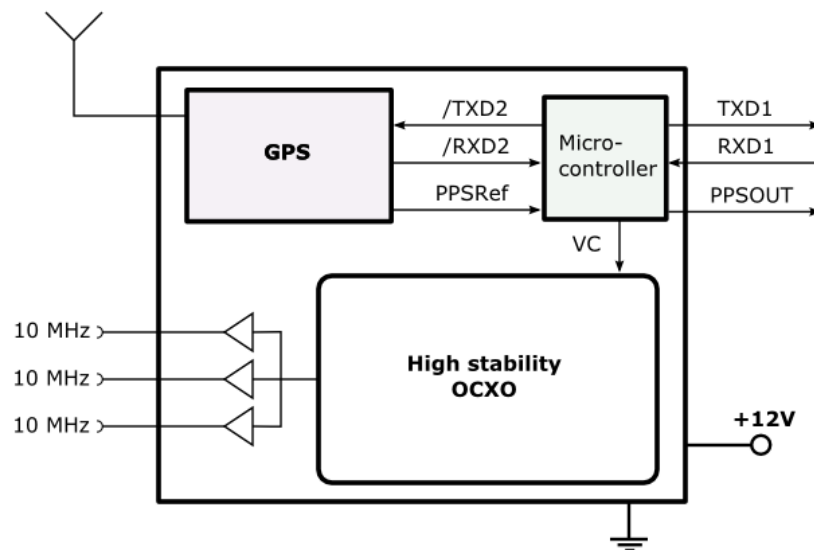 /TXD2
TXD1
GPS
/RXD2
Micro-
controller
RXD1
PPSRef
PPSOUT
VC
10 MHz
10 MHz
10 MHz
High stability
OCXO
+12V